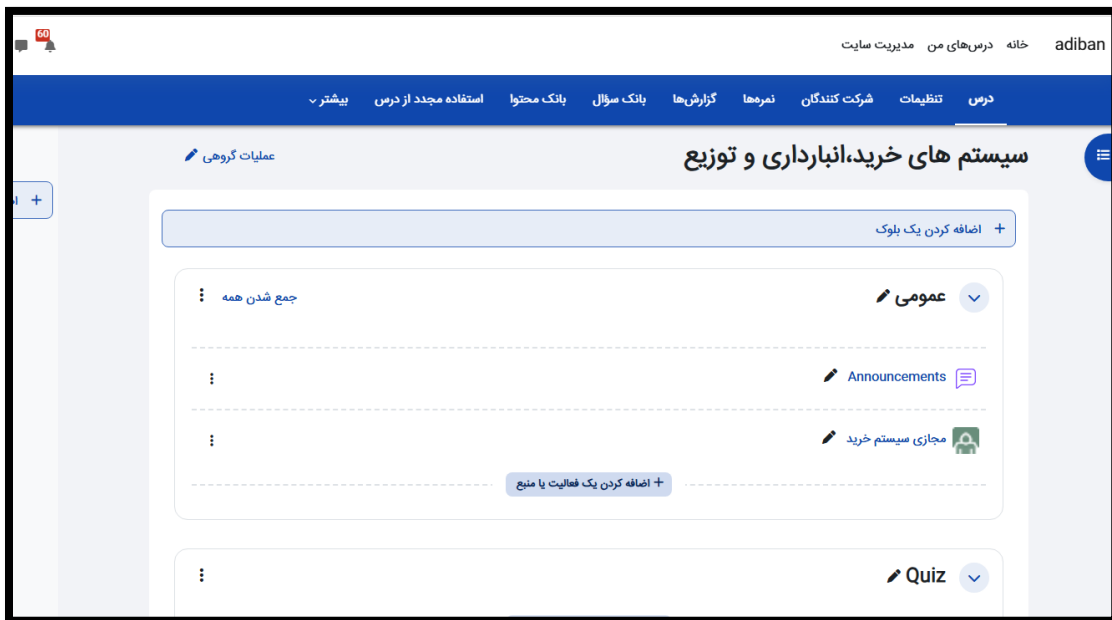 adiban خانه درس‌های من مدیریت سایت 60
درس تنظیمات شرکت کنندگان نمره‌ها گزارش‌ها بانک سؤال بانک محتوا استفاده مجدد از درس بیشتر
سیستم های خرید،انبارداری و توزیع
عملیات گروهی
+
+ اضافه کردن یک بلوک
عمومی
جمع شدن همه
Announcements
مجازی سیستم خرید
+ اضافه کردن یک فعالیت یا منبع
Quiz